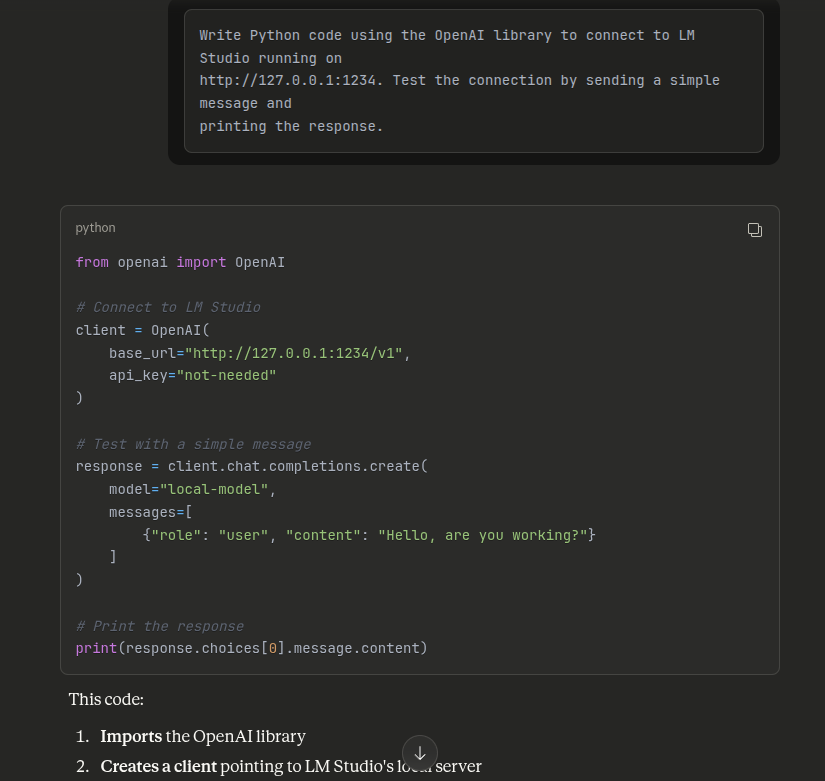 Write Python code using the OpenAI library to connect to LM
Studio running on
http://127.0.0.1:1234. Test the connection by sending a simple
message and
printing the response.
python
from openai import OpenAI
# Connect to LM Studio
client = OpenAI(
    base_url="http://127.0.0.1:1234/v1",
    api_key="not-needed"
)
# Test with a simple message
response = client.chat.completions.create(
    model="local-model",
    messages=[
        {"role": "user", "content": "Hello, are you working?"}
    ]
)
# Print the response
print(response.choices[0].message.content)
This code:
1. Imports the OpenAI library
2. Creates a client pointing to LM Studio's local server